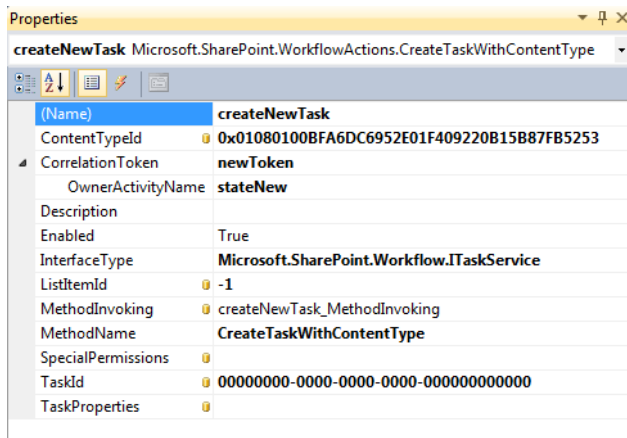 Properties
createNewTask Microsoft.SharePoint.WorkflowActions.CreateTaskWithContentType
(Name) createNewTask
ContentTypeId 0x01080100BFA6DC6952E01F409220B15B87FB5253
CorrelationToken newToken
OwnerActivityName stateNew
Description
Enabled True
InterfaceType Microsoft.SharePoint.Workflow.ITaskService
ListItemId -1
MethodInvoking createNewTask_MethodInvoking
MethodName CreateTaskWithContentType
SpecialPermissions
TaskId 00000000-0000-0000-0000-000000000000
TaskProperties